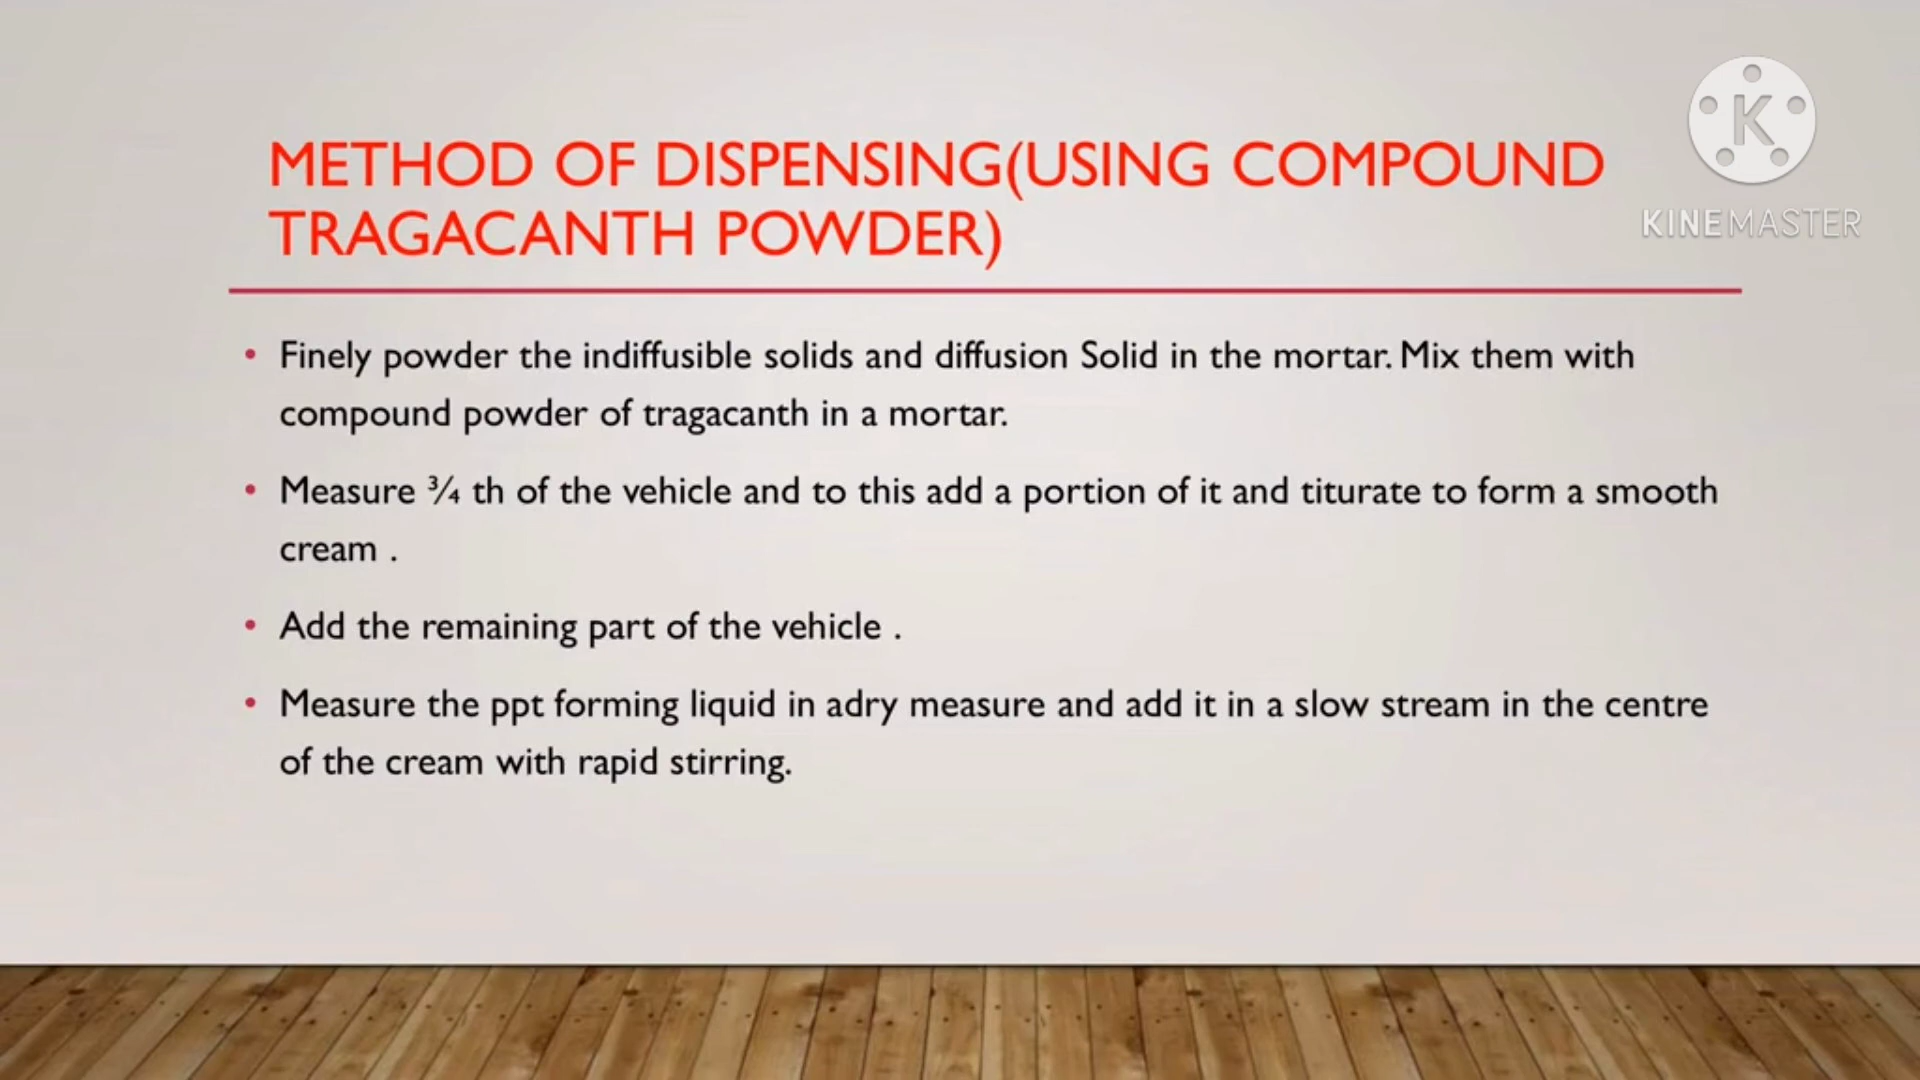 METHOD OF DISPENSING(USING COMPOUND
TRAGACANTH POWDER)
K
KINEMASTER
• Finely powder the indiffusible solids and diffusion Solid in the mortar. Mix them with
compound powder of tragacanth in a mortar.
• Measure ¾ th of the vehicle and to this add a portion of it and titurate to form a smooth
cream .
• Add the remaining part of the vehicle .
• Measure the ppt forming liquid in adry measure and add it in a slow stream in the centre
of the cream with rapid stirring.